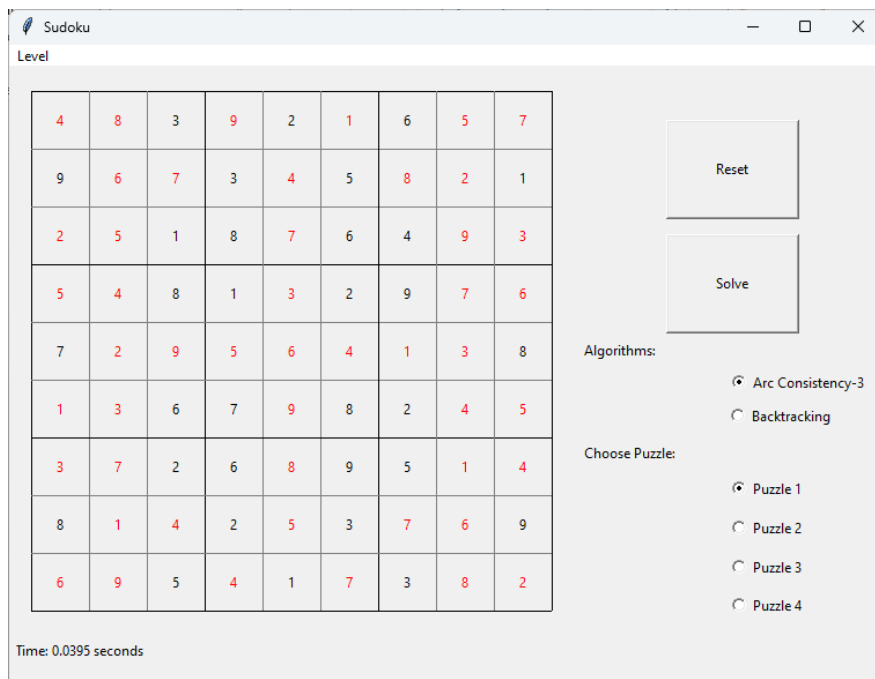 Sudoku
Level
4 8 3 9 2 1 6 5 7
9 6 7 3 4 5 8 2 1
2 5 1 8 7 6 4 9 3
5 4 8 1 3 2 9 7 6
7 2 9 5 6 4 1 3 8
1 3 6 7 9 8 2 4 5
3 7 2 6 8 9 5 1 4
8 1 4 2 5 3 7 6 9
6 9 5 4 1 7 3 8 2
Reset
Solve
Algorithms:
Arc Consistency-3
Backtracking
Choose Puzzle:
Puzzle 1
Puzzle 2
Puzzle 3
Puzzle 4
Time: 0.0395 seconds